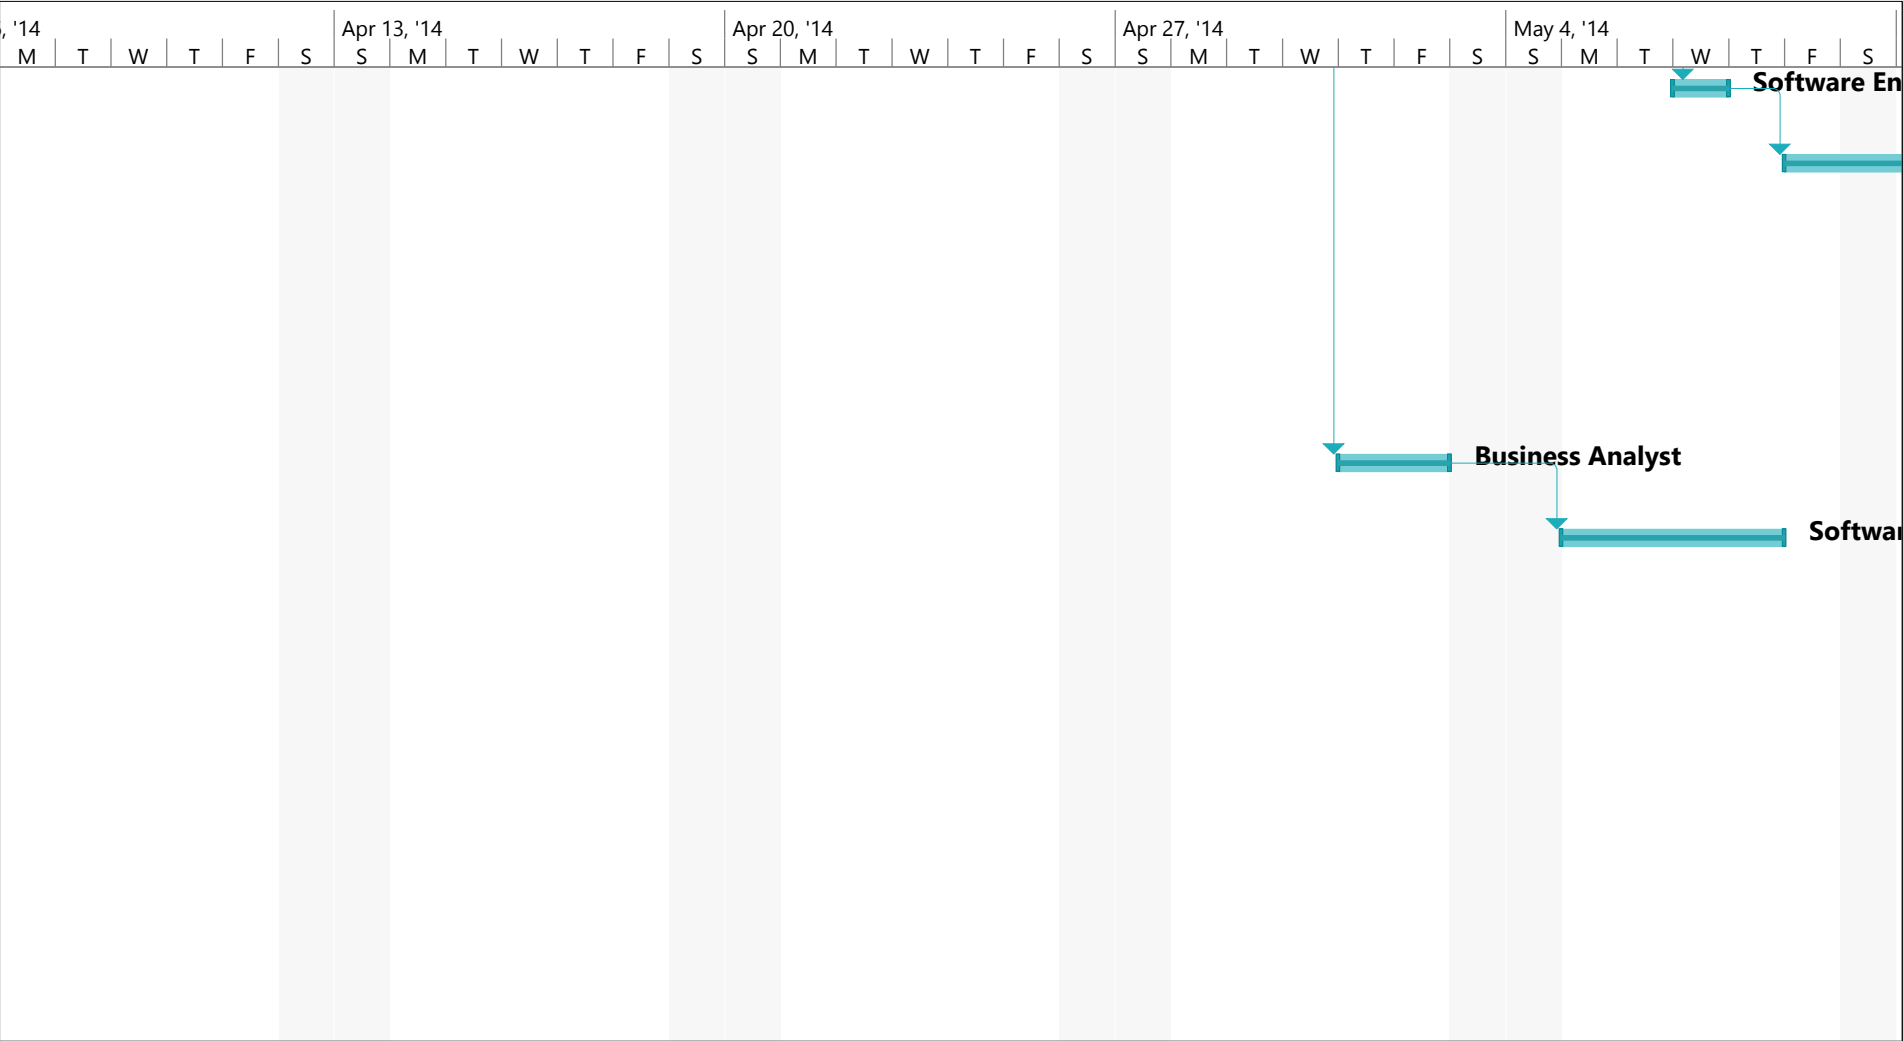 , '14 Apr 13, '14 Apr 20, '14 Apr 27, '14 May 4, '14
M T W T F S S M T W T F S S M T W T F S S M T W T F S S M T W T F S
Software En
Business Analyst
Softwar